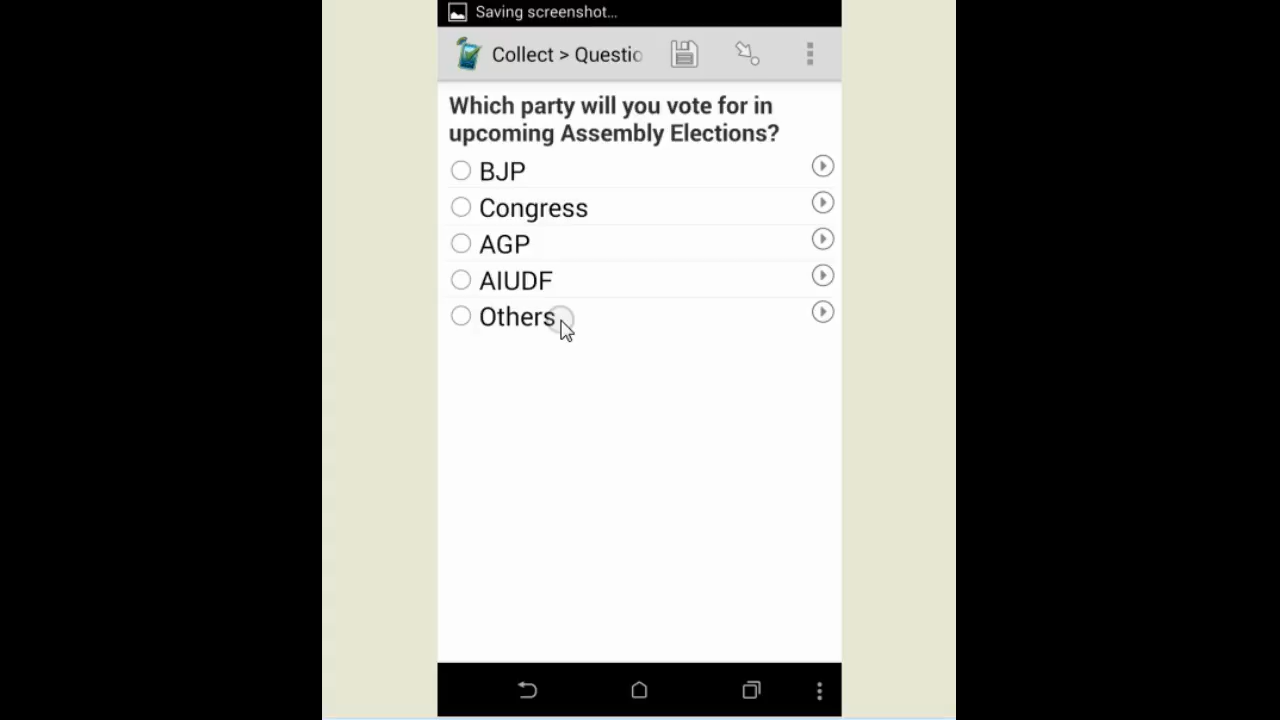 Saving screenshot...
Collect > Questio
Which party will you vote for in
upcoming Assembly Elections?
BJP
Congress
AGP
AIUDF
Others